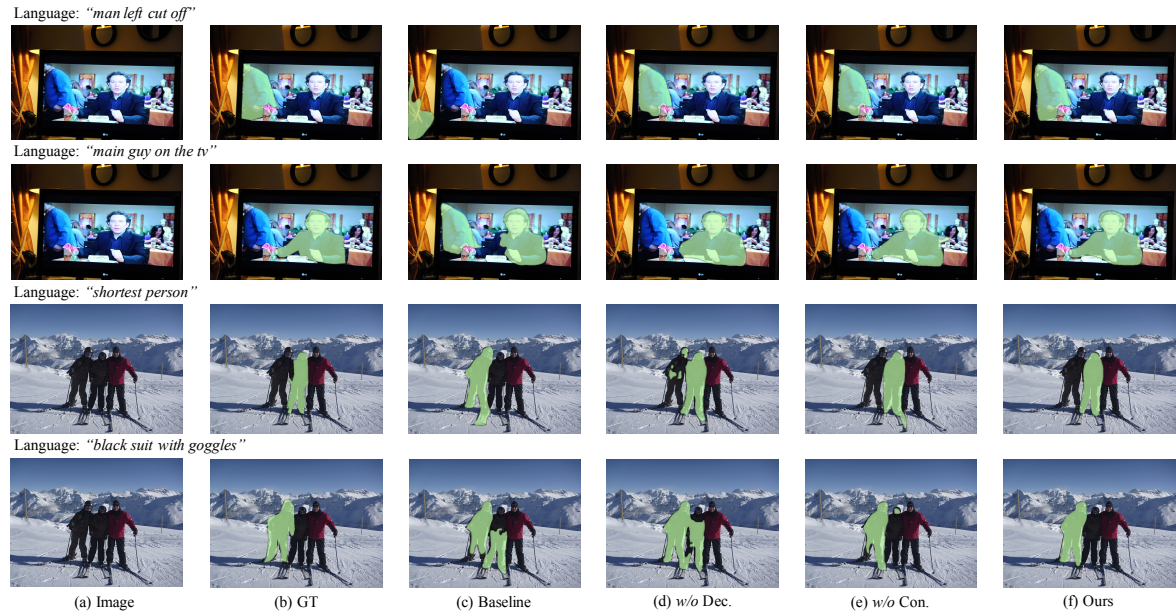 Language: “man left cut off”
Language: “main guy on the tv”
Language: “shortest person”
Language: “black suit with goggles”
(a) Image (b) GT (c) Baseline (d) w/o Dec. (e) w/o Con. (f) Ours